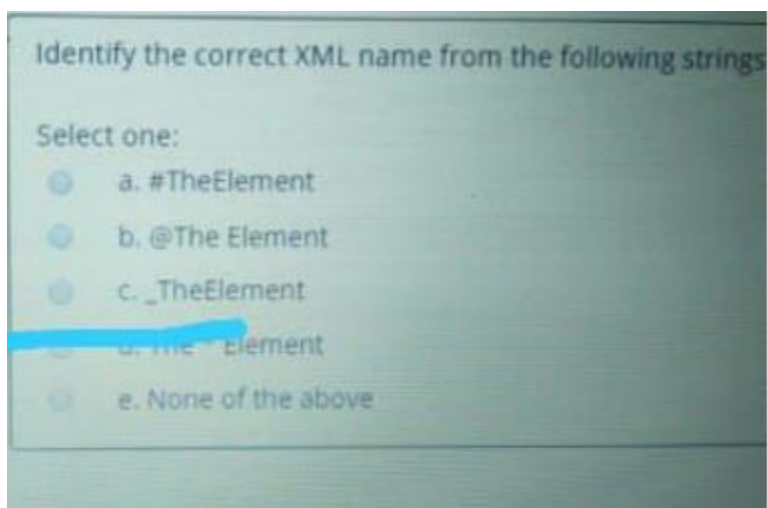 Identify the correct XML name from the following strings
Select one:
a. #TheElement
b. @The Element
c. _TheElement
Element
e. None of the above